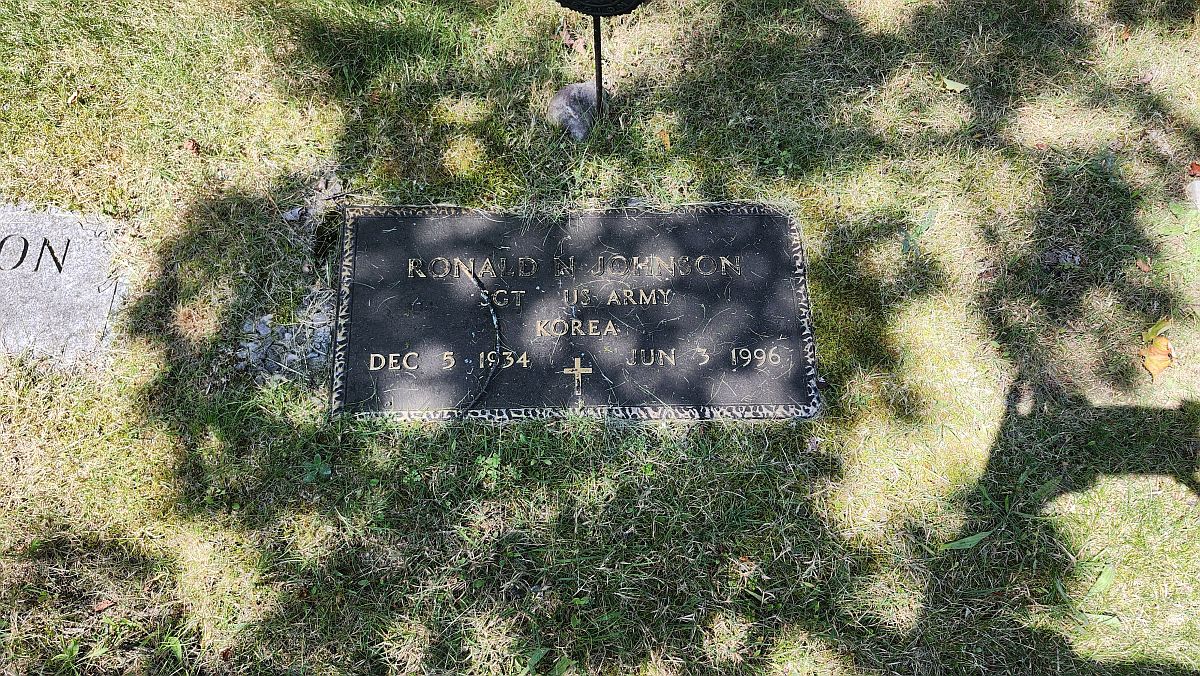 ON
RONALD N JOHNSON
SGT US ARMY
KOREA
DEC 5 1934 JUN 3 1996